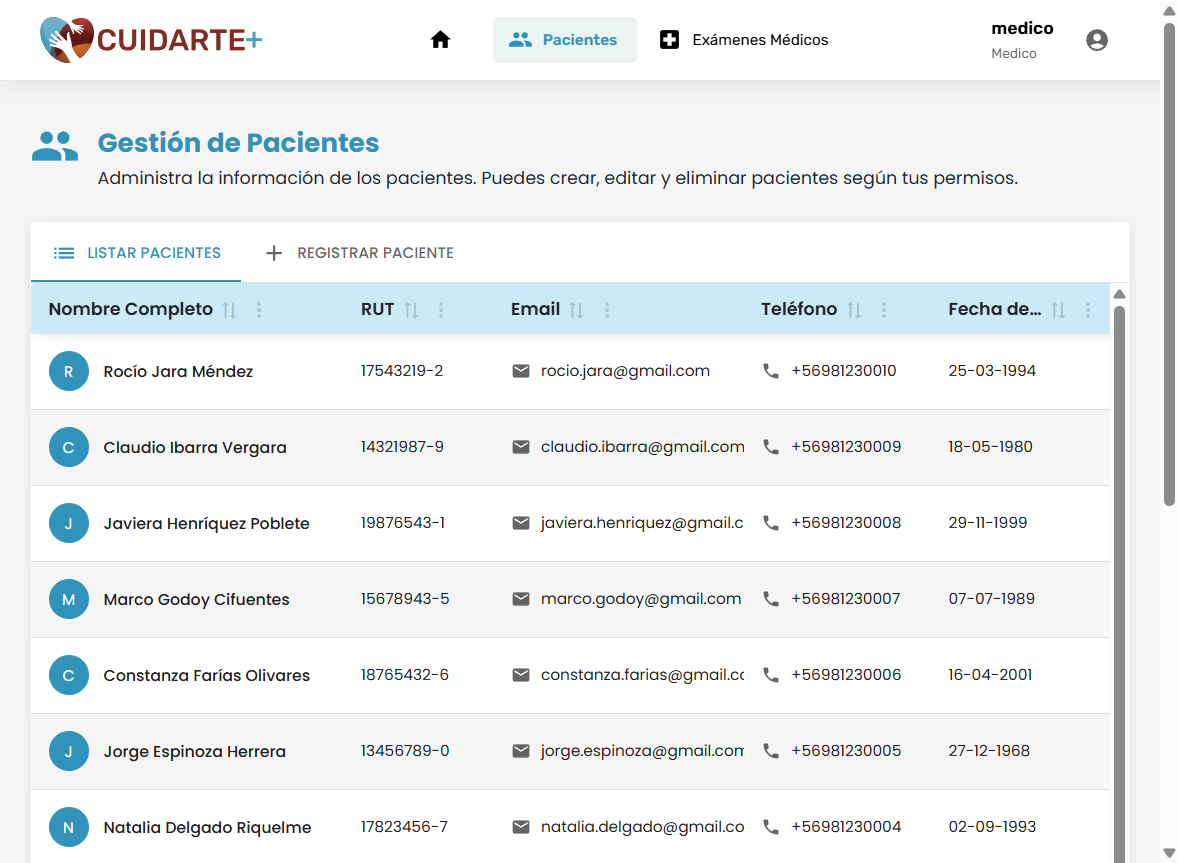 CUIDARTE+
Pacientes
Exámenes Médicos
medico
Medico
Gestión de Pacientes
Administra la información de los pacientes. Puedes crear, editar y eliminar pacientes según tus permisos.
LISTAR PACIENTES
REGISTRAR PACIENTE
Nombre Completo RUT Email Teléfono Fecha de...
R Rocío Jara Méndez 17543219-2 rocio.jara@gmail.com +56981230010 25-03-1994
C Claudio Ibarra Vergara 14321987-9 claudio.ibarra@gmail.com +56981230009 18-05-1980
J Javiera Henríquez Poblete 19876543-1 javiera.henriquez@gmail.c +56981230008 29-11-1999
M Marco Godoy Cifuentes 15678943-5 marco.godoy@gmail.com +56981230007 07-07-1989
C Constanza Farías Olivares 18765432-6 constanza.farias@gmail.co +56981230006 16-04-2001
J Jorge Espinoza Herrera 13456789-0 jorge.espinoza@gmail.com +56981230005 27-12-1968
N Natalia Delgado Riquelme 17823456-7 natalia.delgado@gmail.co +56981230004 02-09-1993